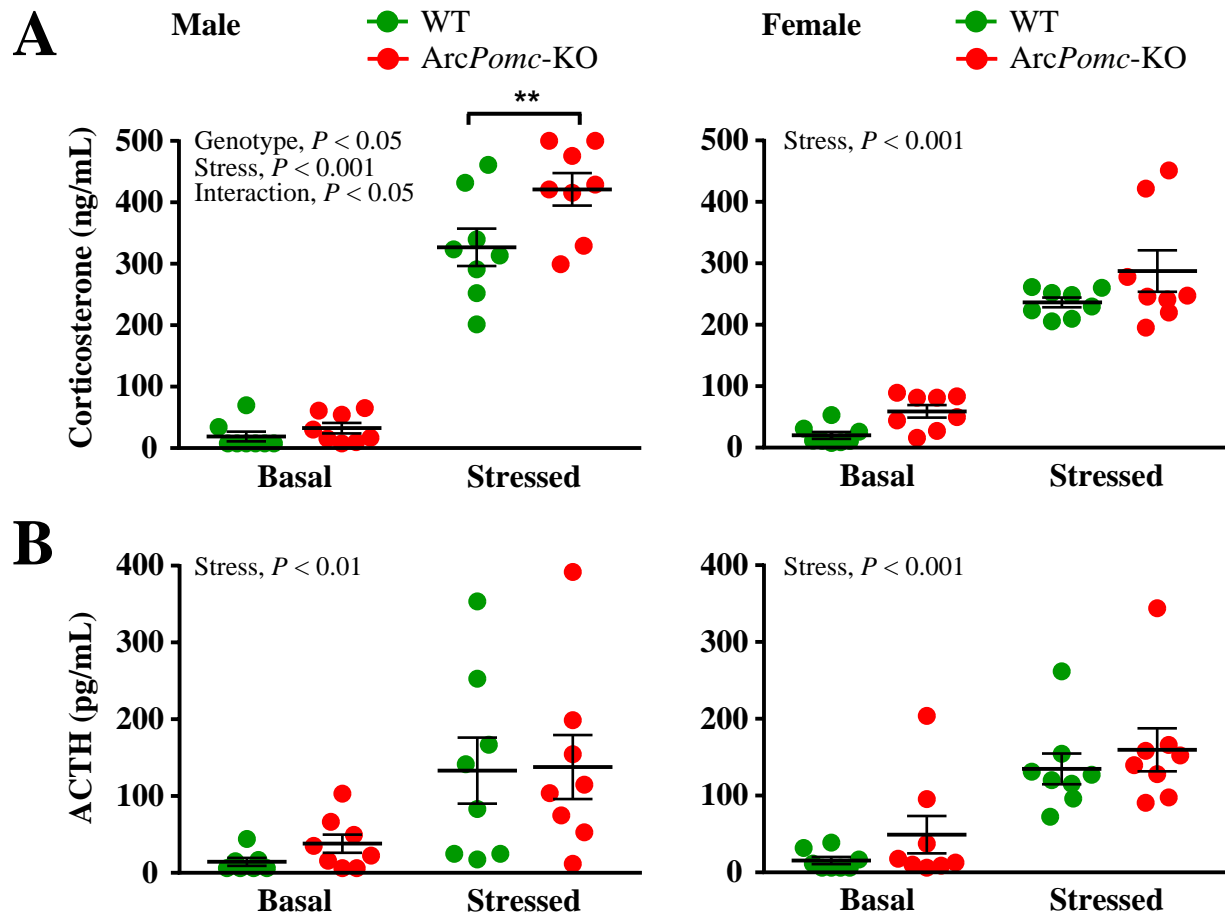 A
Male
WT
ArcPomc-KO
Female
WT
ArcPomc-KO
**
Corticosterone (ng/mL)
500
400
300
200
100
0
Genotype, P < 0.05
Stress, P < 0.001
Interaction, P < 0.05
Basal
Stressed
500
400
300
200
100
0
Stress, P < 0.001
Basal
Stressed
B
ACTH (pg/mL)
400
300
200
100
0
Stress, P < 0.01
Basal
Stressed
400
300
200
100
0
Stress, P < 0.001
Basal
Stressed